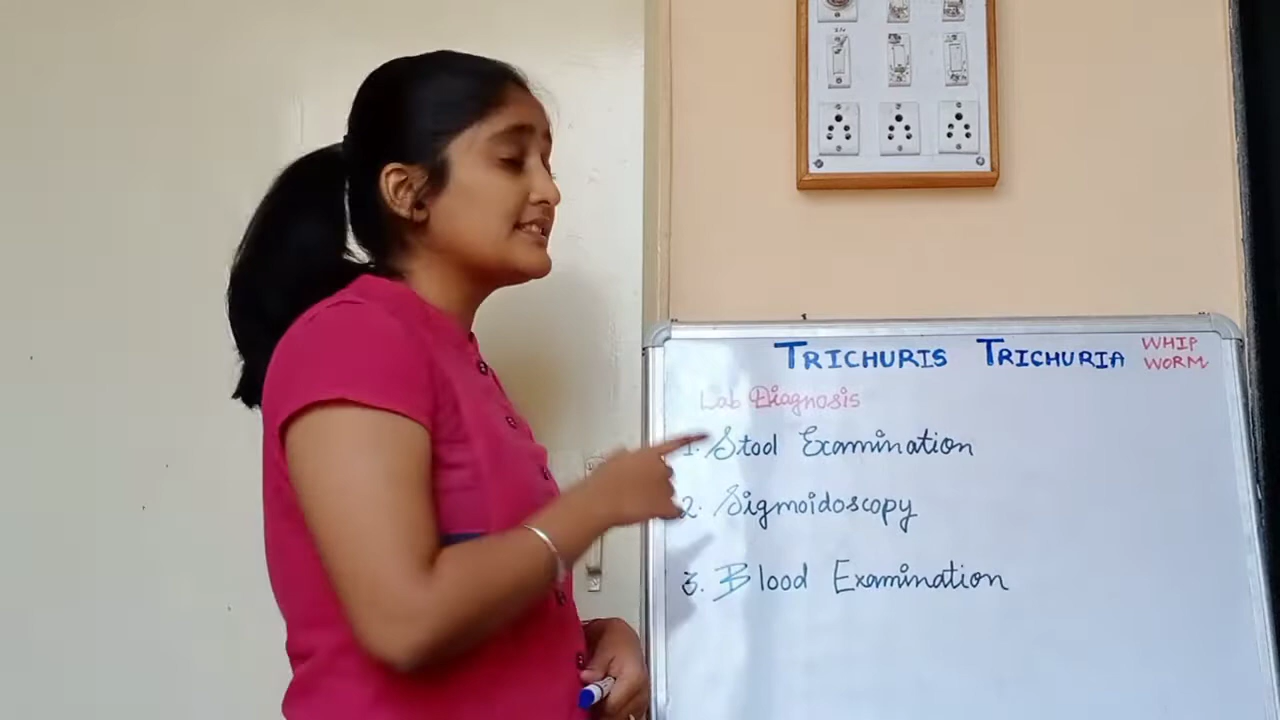 TRICHURIS TRICHURIA WHIP WORM
Lab Diagnosis
1. Stool Examination
2. Sigmoidoscopy
3. Blood Examination